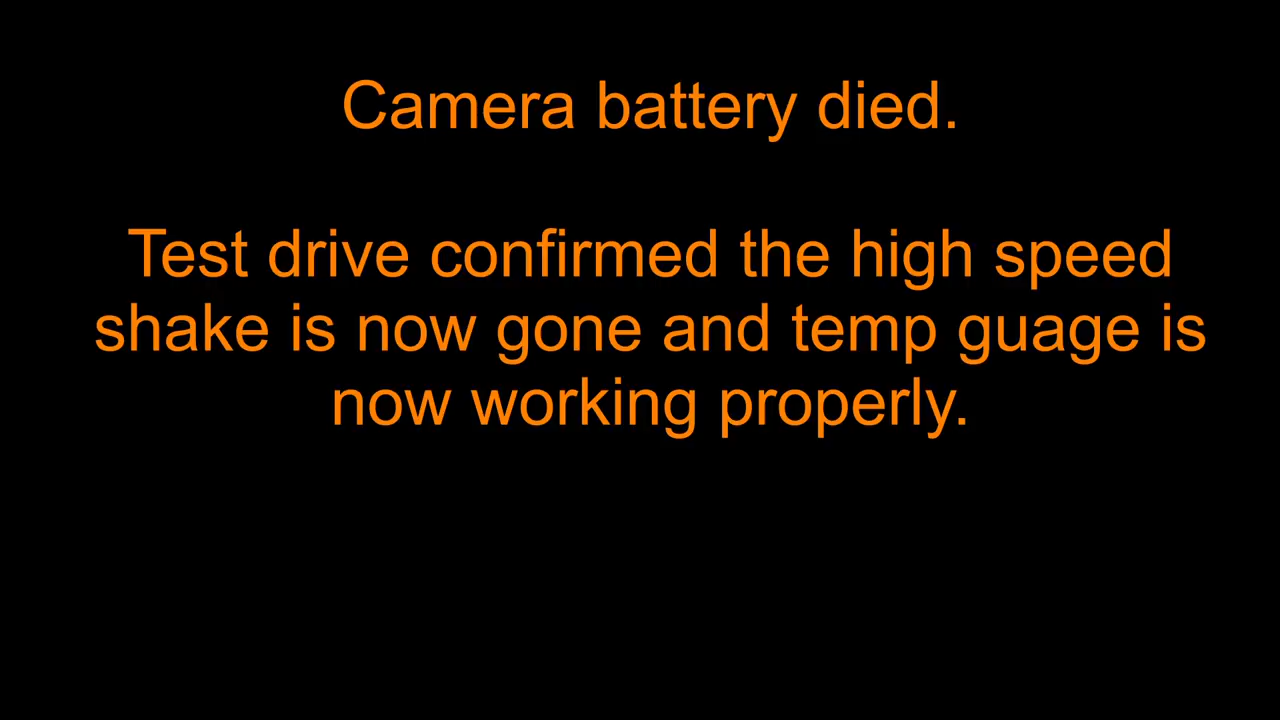 Camera battery died.
Test drive confirmed the high speed
shake is now gone and temp guage is
now working properly.